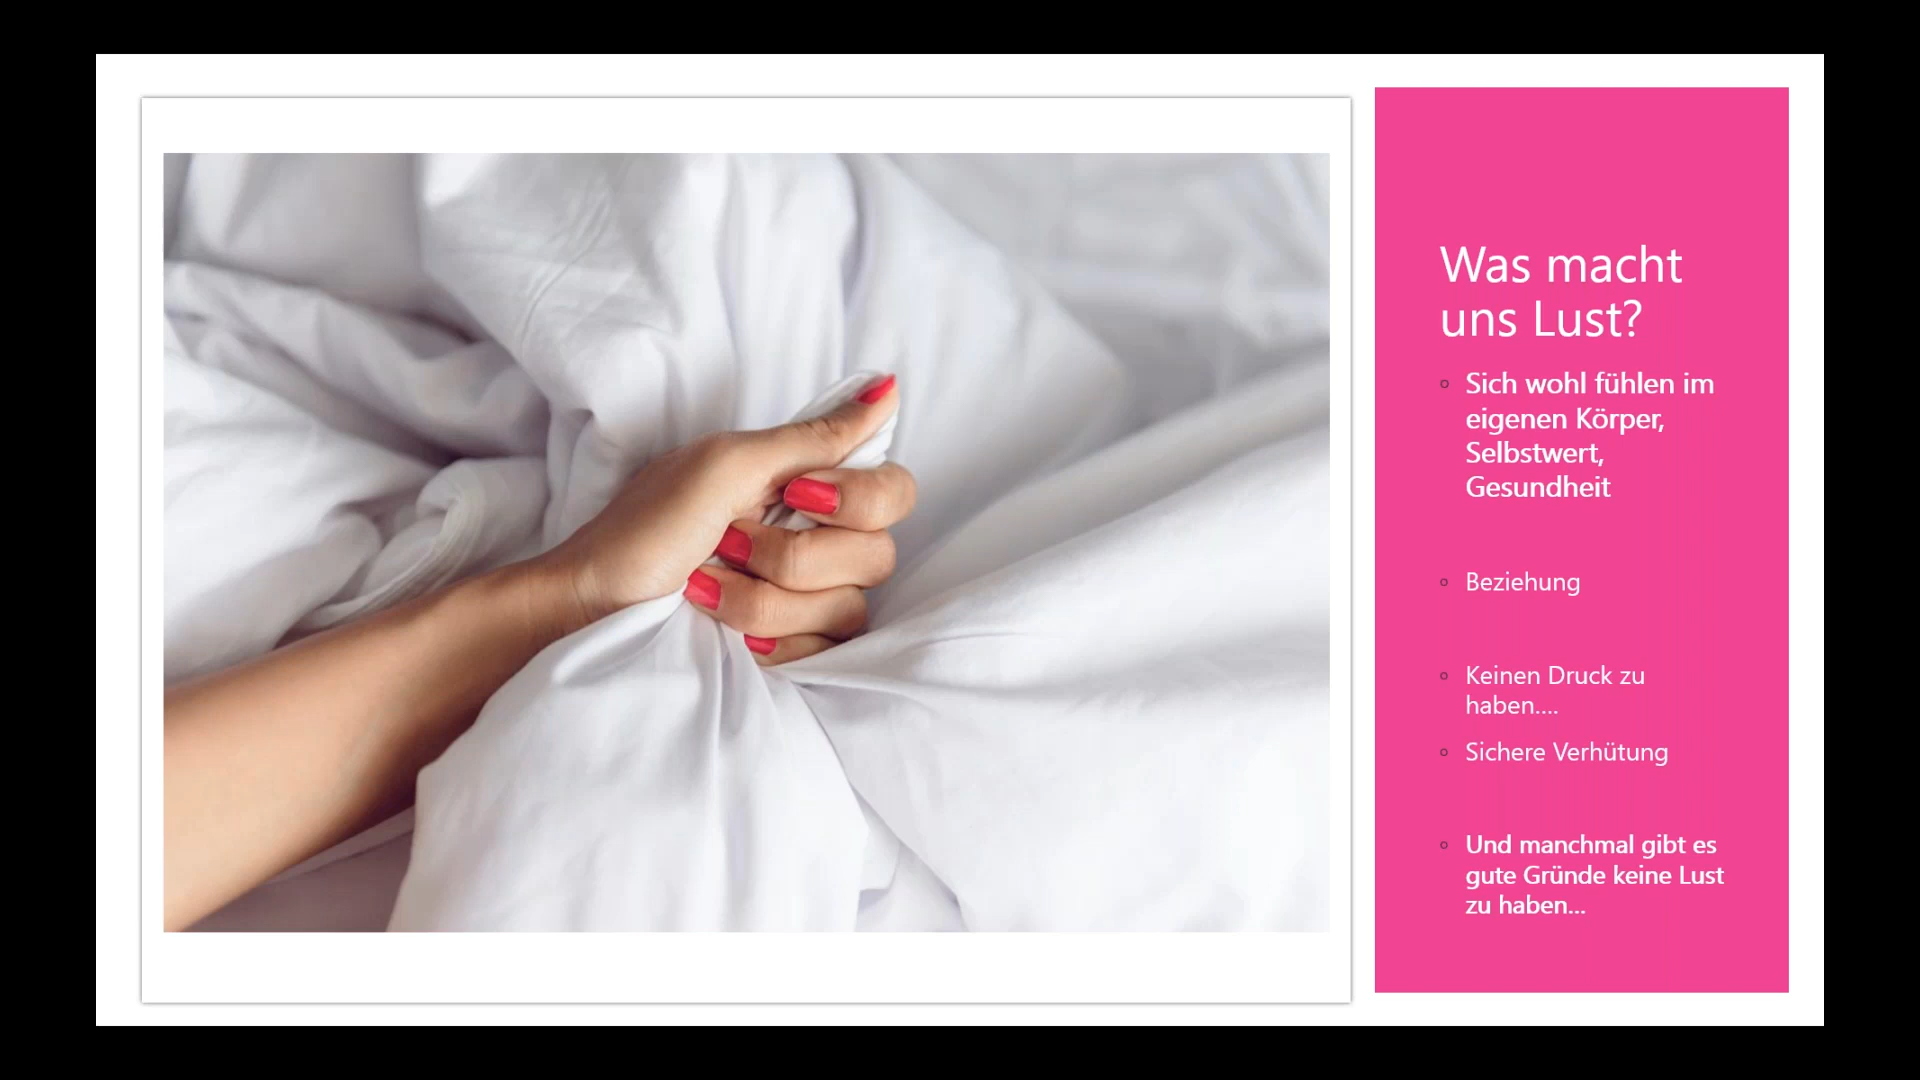 Was macht
uns Lust?
Sich wohl fühlen im
eigenen Körper,
Selbstwert,
Gesundheit
Beziehung
Keinen Druck zu
haben....
Sichere Verhütung
Und manchmal gibt es
gute Gründe keine Lust
zu haben...